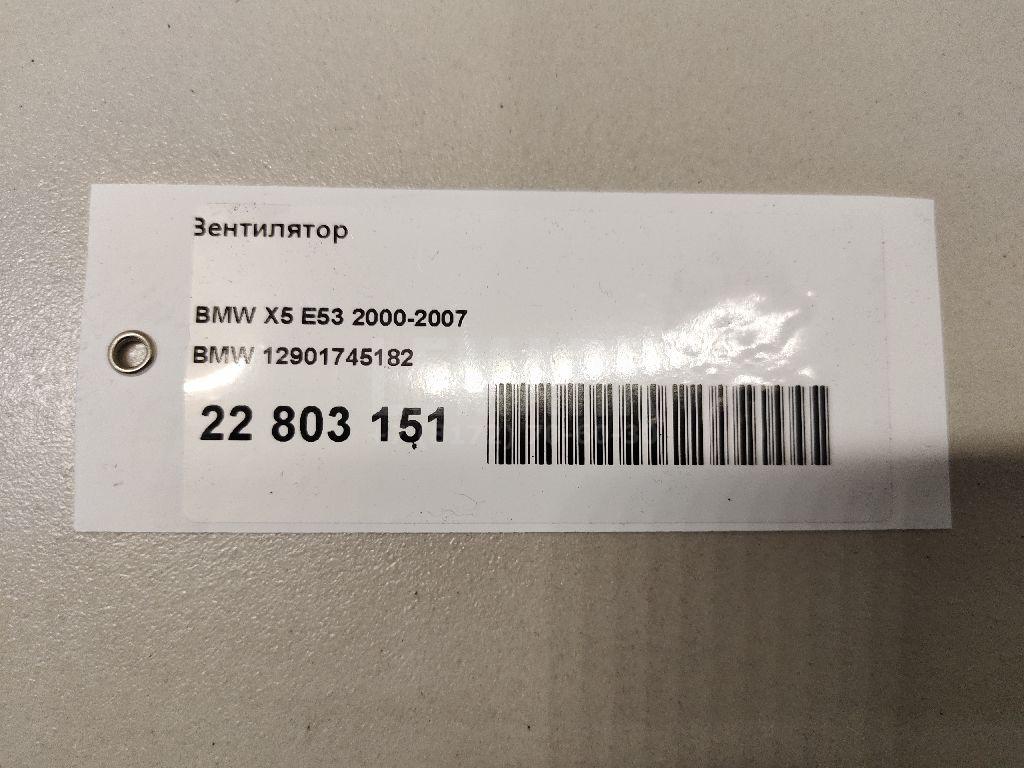 Вентилятор
BMW X5 E53 2000-2007
BMW 12901745182
22 803 151